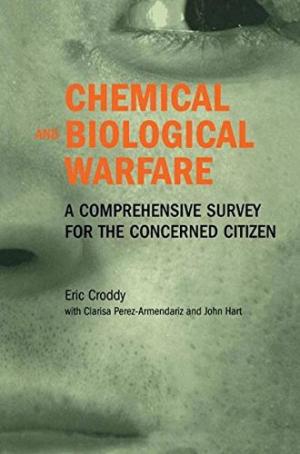 CHEMICAL
AND BIOLOGICAL
WARFARE
A COMPREHENSIVE SURVEY
FOR THE CONCERNED CITIZEN
Eric Croddy
with Clarisa Perez-Armendariz and John Hart